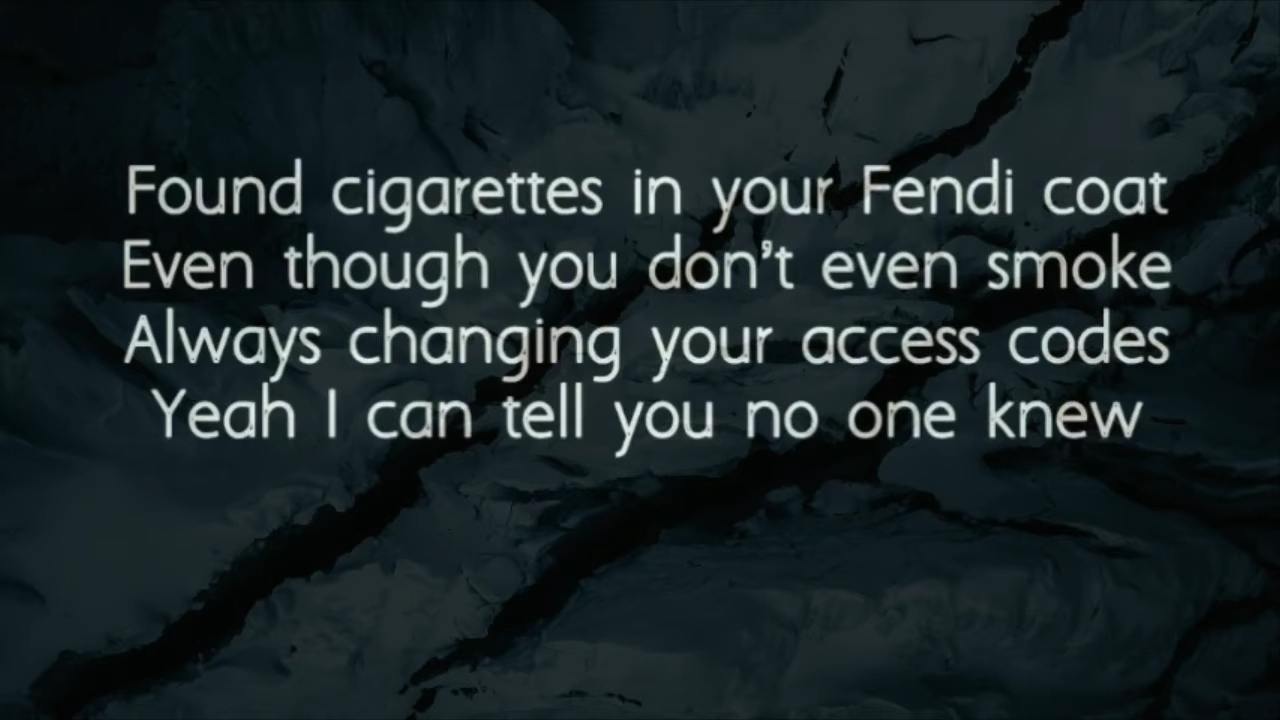 Found cigarettes in your Fendi coat
Even though you don't even smoke
Always changing your access codes
Yeah I can tell you no one knew